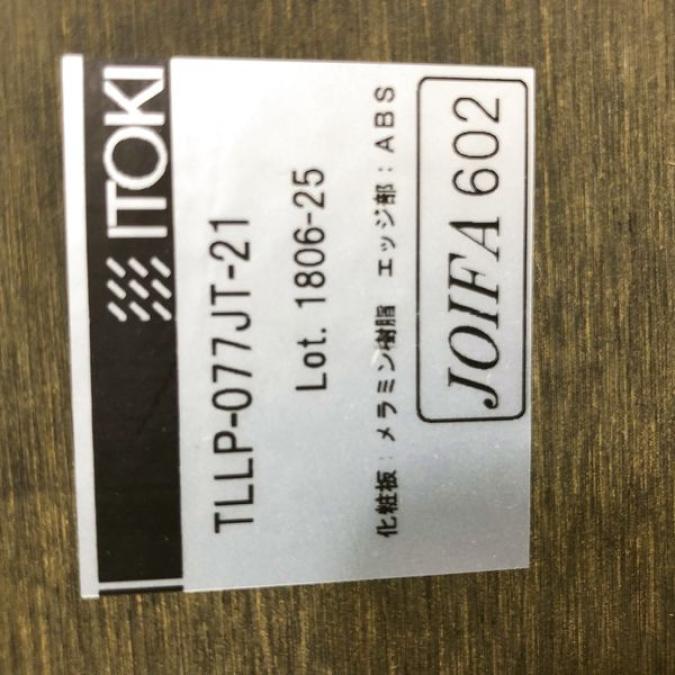 ITOKI
TLLP-077JT-21
Lot. 1806-25
化粧板：メラミン樹脂 エッジ部：ABS
JOIFA 602